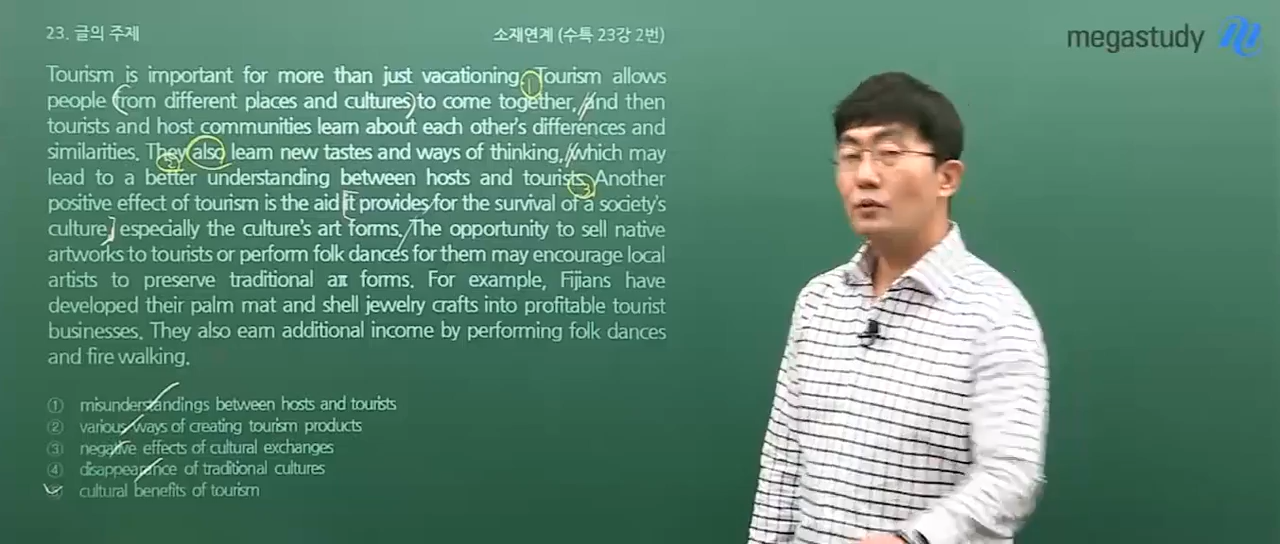 23. 글의 주제
소재연계 (수특 23강 2번)
megastudy
Tourism is important for more than just vacationing. Tourism allows
people from different places and cultures to come together, and then
tourists and host communities learn about each other's differences and
similarities. They also learn new tastes and ways of thinking, which may
lead to a better understanding between hosts and tourists. Another
positive effect of tourism is the aid it provides for the survival of a society's
culture, especially the culture's art forms. The opportunity to sell native
artworks to tourists or perform folk dances for them may encourage local
artists to preserve traditional art forms. For example, Fijians have
developed their palm mat and shell jewelry crafts into profitable tourist
businesses. They also earn additional income by performing folk dances
and fire walking.
① misunderstandings between hosts and tourists
② various ways of creating tourism products
③ negative effects of cultural exchanges
④ disappearance of traditional cultures
⑤ cultural benefits of tourism